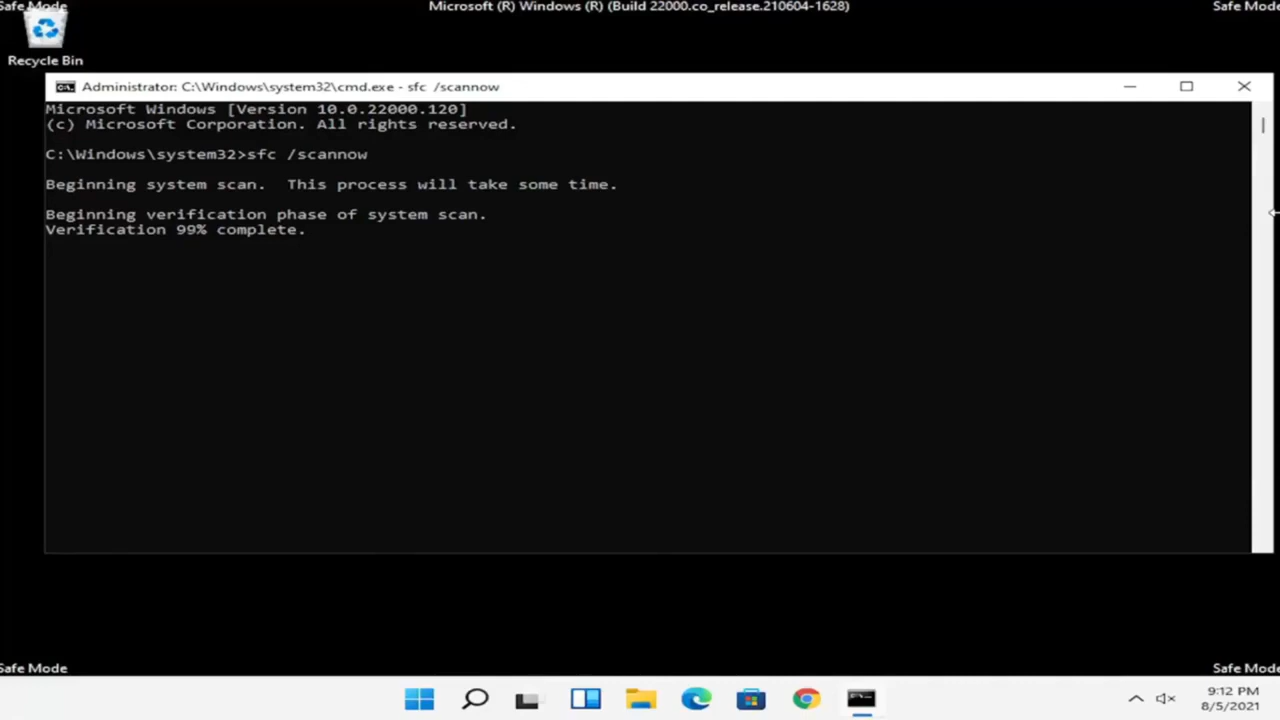 Safe Mode
Microsoft (R) Windows (R) (Build 22000.co_release.210604-1628)
Safe Mode
Recycle Bin
Administrator: C:\Windows\system32\cmd.exe - sfc  /scannow
Microsoft Windows [Version 10.0.22000.120]
(c) Microsoft Corporation. All rights reserved.
C:\Windows\system32>sfc /scannow
Beginning system scan.  This process will take some time.
Beginning verification phase of system scan.
Verification 99% complete.
Safe Mode
Safe Mode
9:12 PM
8/5/2021